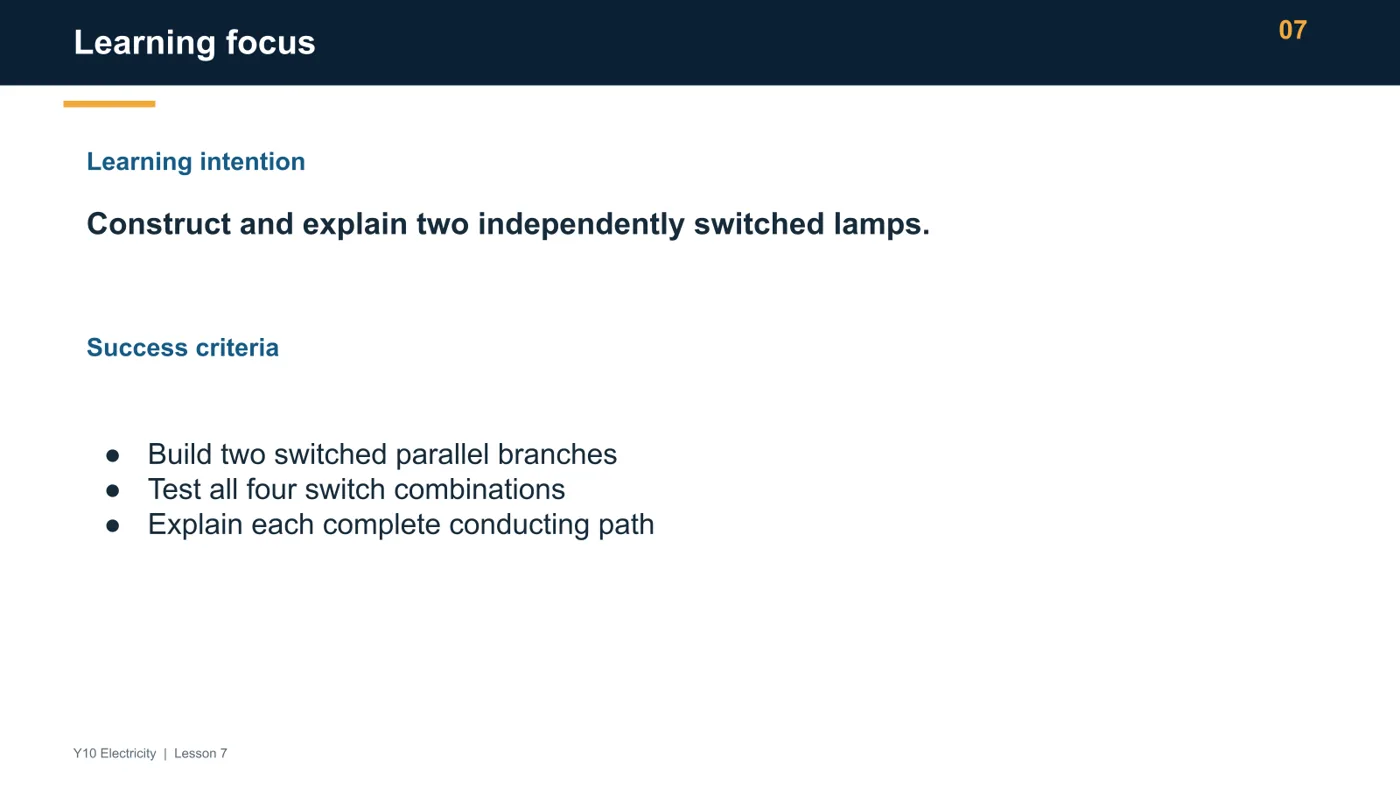 Learning focus
07
Learning intention
Construct and explain two independently switched lamps.
Success criteria
● Build two switched parallel branches
● Test all four switch combinations
● Explain each complete conducting path
Y10 Electricity | Lesson 7